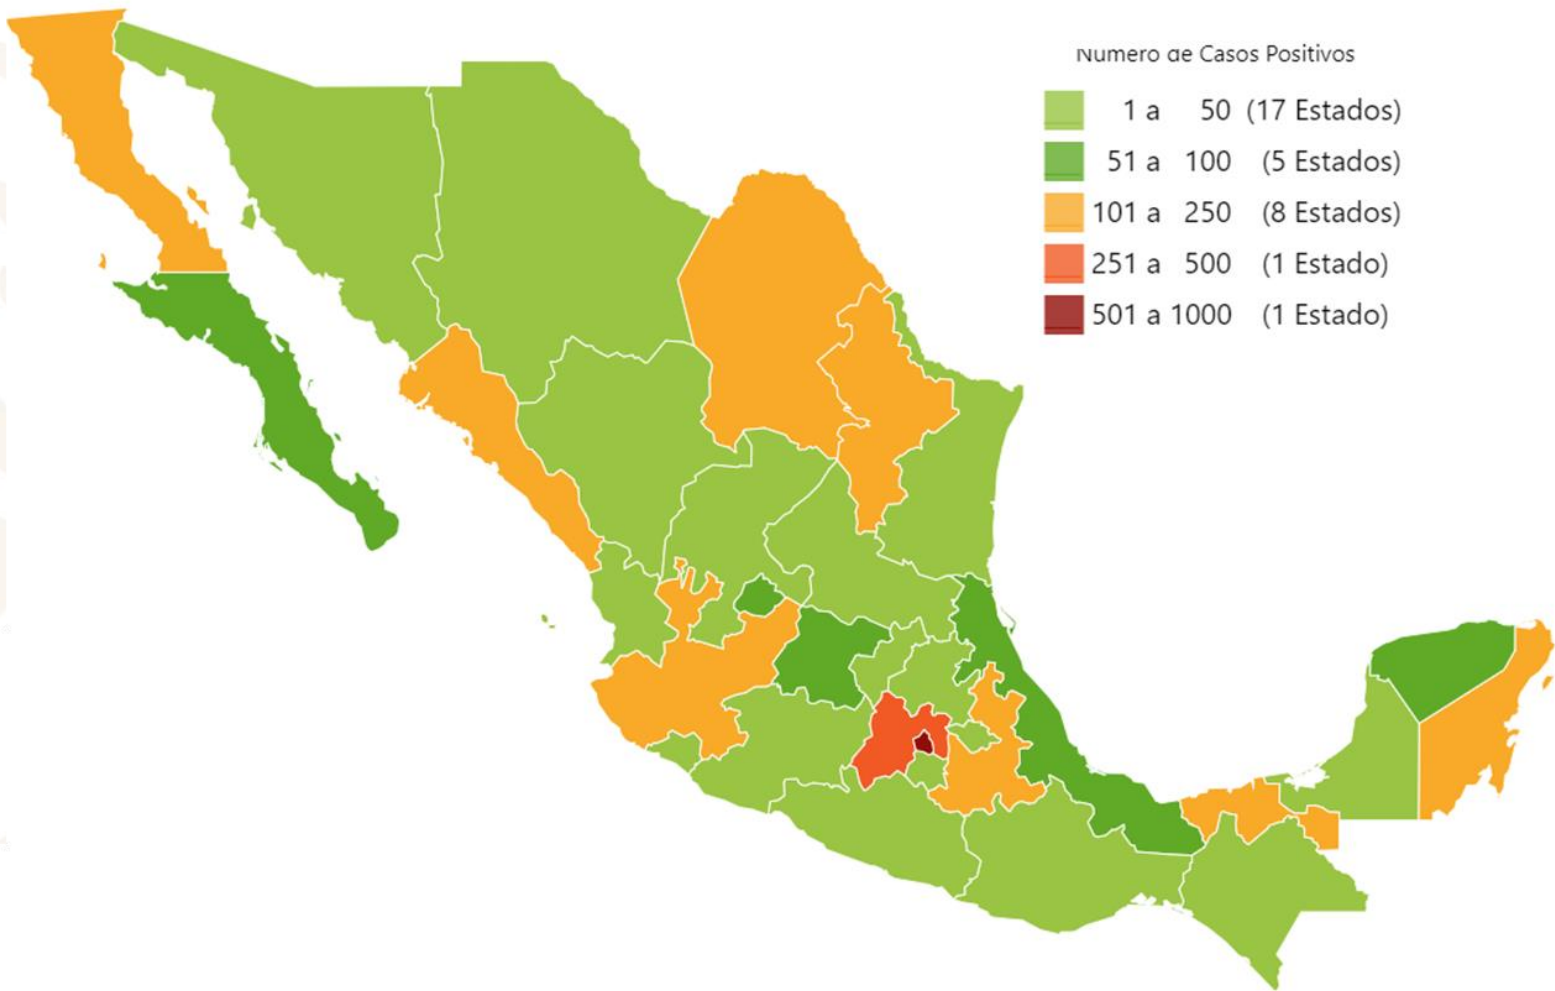 Numero de Casos Positivos
1 a 50 (17 Estados)
51 a 100 (5 Estados)
101 a 250 (8 Estados)
251 a 500 (1 Estado)
501 a 1000 (1 Estado)